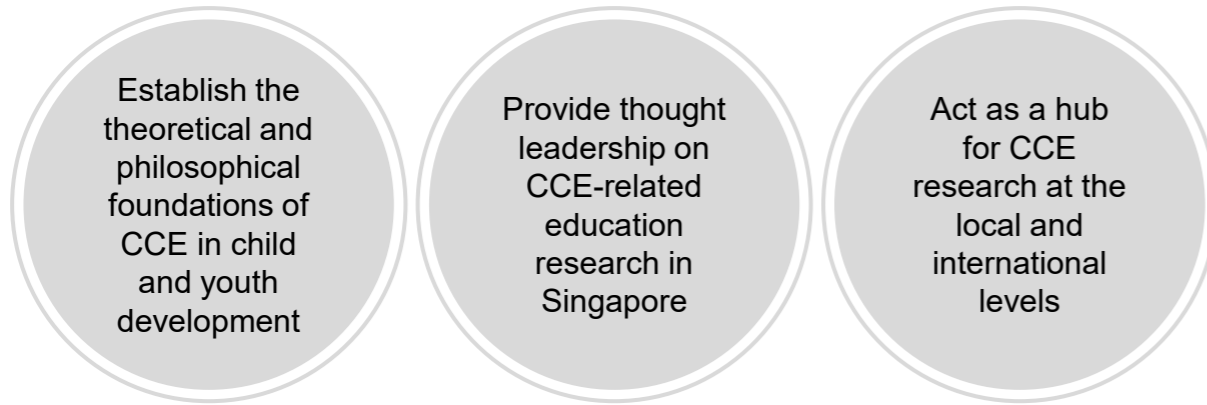 Establish the
theoretical and
philosophical
foundations of
CCE in child
and youth
development
Provide thought
leadership on
CCE-related
education
research in
Singapore
Act as a hub
for CCE
research at the
local and
international
levels